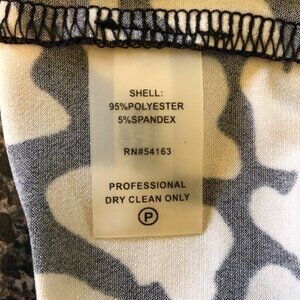 SHELL:
95%POLYESTER
5%SPANDEX
RN#54163
PROFESSIONAL
DRY CLEAN ONLY
P